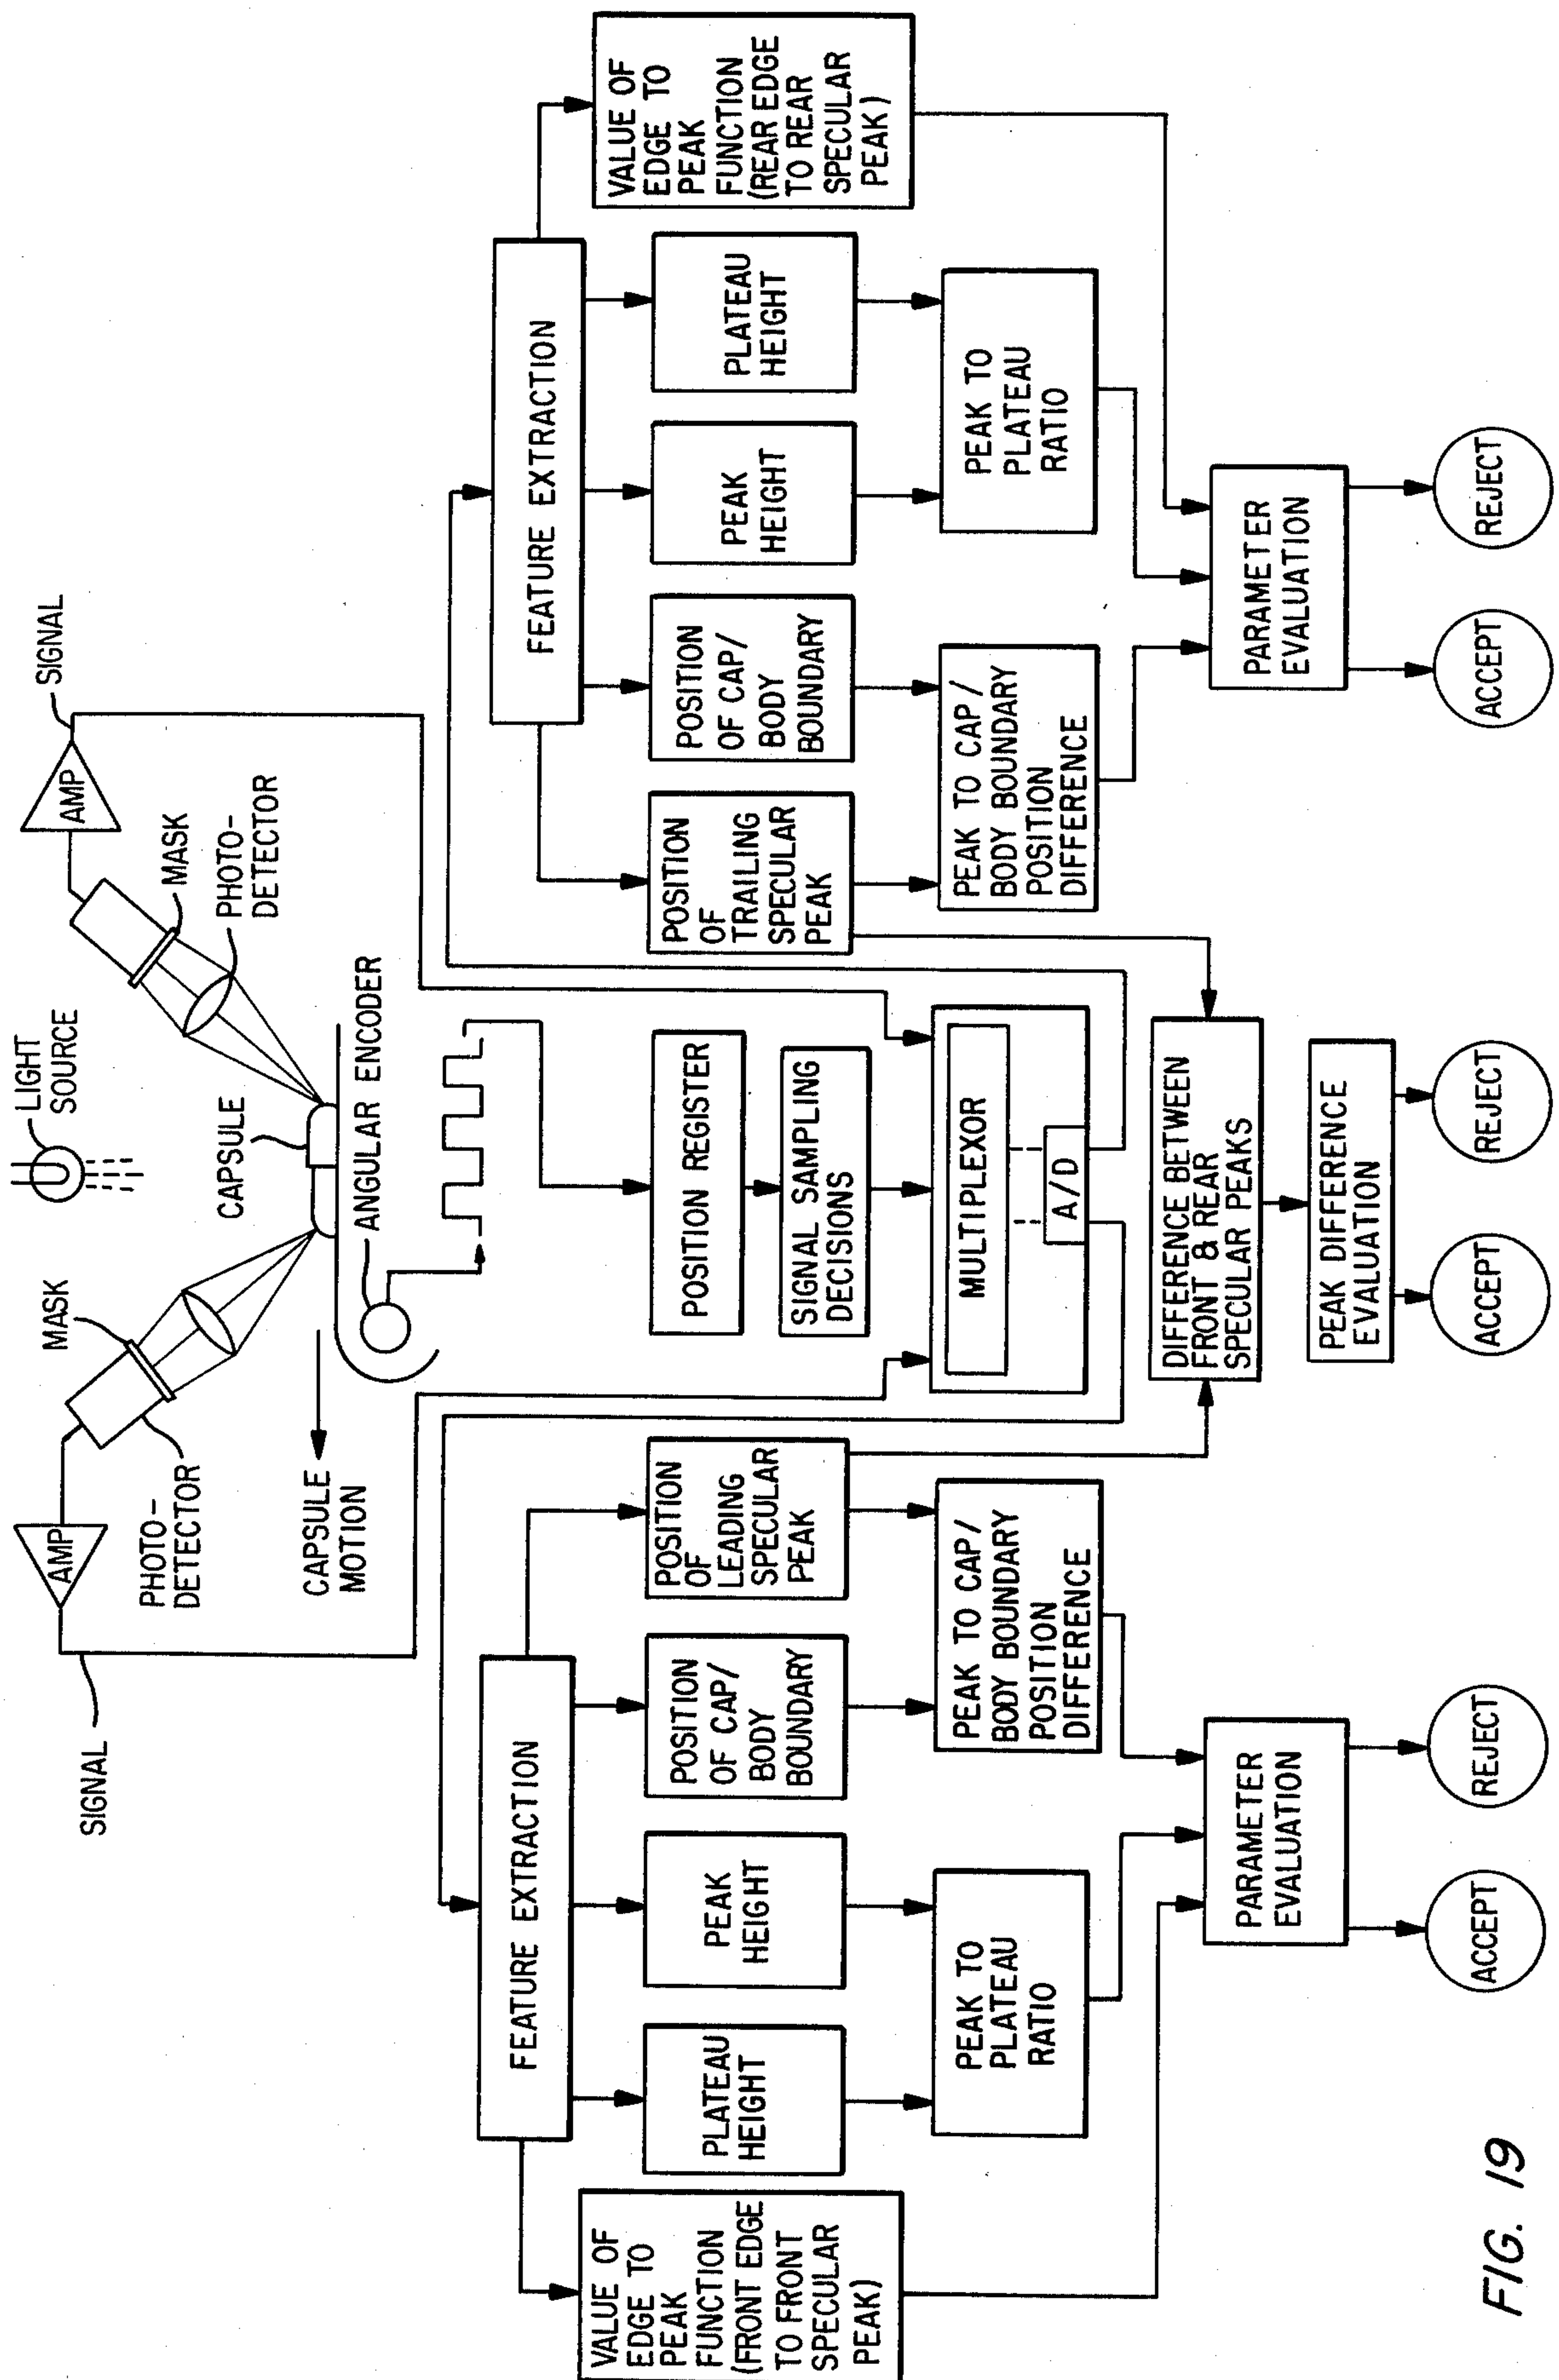 LIGHT
SOURCE
MASK
AMP
SIGNAL
PHOTO-
DETECTOR
CAPSULE
MOTION
CAPSULE
ANGULAR ENCODER
AMP
SIGNAL
MASK
PHOTO-
DETECTOR
POSITION REGISTER
SIGNAL SAMPLING
DECISIONS
MULTIPLEXOR
A/D
FEATURE EXTRACTION
VALUE OF
EDGE TO
PEAK
FUNCTION
(FRONT EDGE
TO FRONT
SPECULAR
PEAK)
PLATEAU
HEIGHT
PEAK
HEIGHT
POSITION
OF CAP/
BODY
BOUNDARY
POSITION
OF
LEADING
SPECULAR
PEAK
PEAK TO
PLATEAU
RATIO
PEAK TO CAP/
BODY BOUNDARY
POSITION
DIFFERENCE
PARAMETER
EVALUATION
ACCEPT
REJECT
DIFFERENCE BETWEEN
FRONT & REAR
SPECULAR PEAKS
PEAK DIFFERENCE
EVALUATION
ACCEPT
REJECT
FEATURE EXTRACTION
POSITION
OF
TRAILING
SPECULAR
PEAK
POSITION
OF CAP/
BODY
BOUNDARY
PEAK
HEIGHT
PLATEAU
HEIGHT
VALUE OF
EDGE TO
PEAK
FUNCTION
(REAR EDGE
TO REAR
SPECULAR
PEAK)
PEAK TO CAP/
BODY BOUNDARY
POSITION
DIFFERENCE
PEAK TO
PLATEAU
RATIO
PARAMETER
EVALUATION
ACCEPT
REJECT
FIG. 19